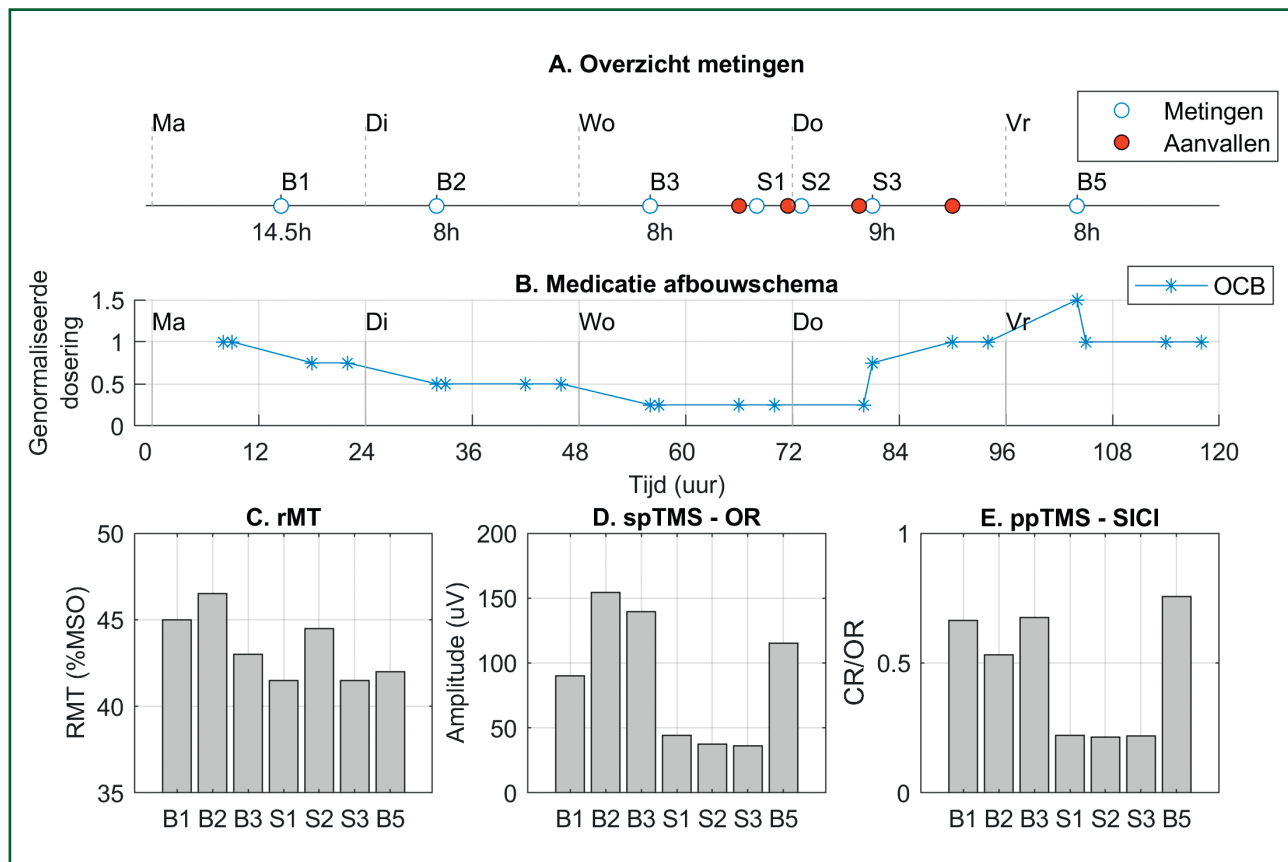 A. Overzicht metingen
Metingen
Aanvallen
Ma Di Wo Do Vr
B1 B2 B3 S1 S2 S3 B5
14.5h 8h 8h 9h 8h
B. Medicatie afbouwschema
OCB
Genormaliseerde
dosering
1.5
1
0.5
0
Ma Di Wo Do Vr
0 12 24 36 48 60 72 84 96 108 120
Tijd (uur)
C. rMT
RMT (%MSO)
50
45
40
35
B1 B2 B3 S1 S2 S3 B5
D. spTMS - OR
Amplitude (uV)
200
150
100
50
0
B1 B2 B3 S1 S2 S3 B5
E. ppTMS - SICI
CR/OR
1
0.5
0
B1 B2 B3 S1 S2 S3 B5